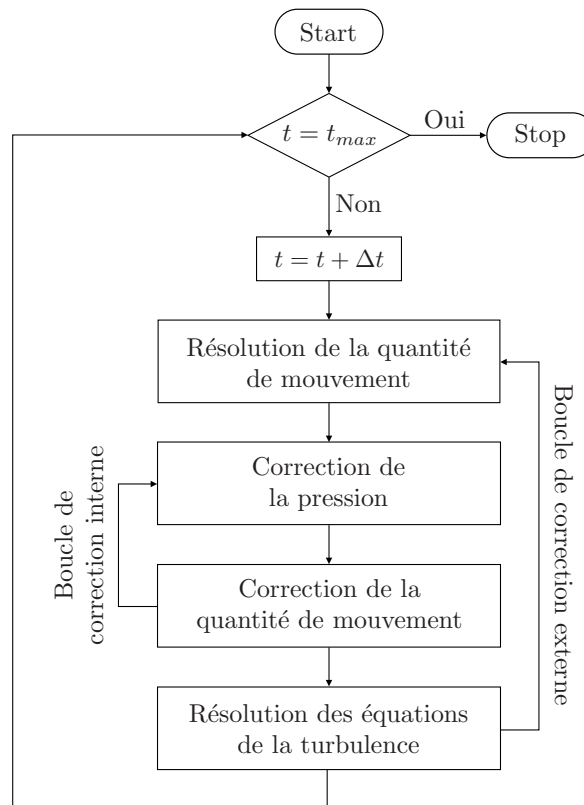 Start
t = t_max
Oui
Stop
Non
t = t + Δt
Résolution de la quantité
de mouvement
Correction de
la pression
Boucle de
correction interne
Correction de la
quantité de mouvement
Boucle de correction externe
Résolution des équations
de la turbulence